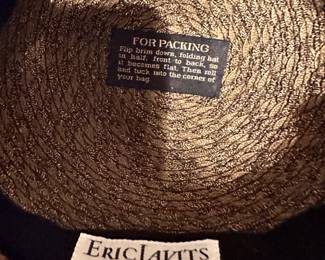 FOR PACKING
Flip brim down, folding hat
in half, front to back, so
it becomes flat. Then roll
and tuck into the corner of
your bag
ERIC JAVITS